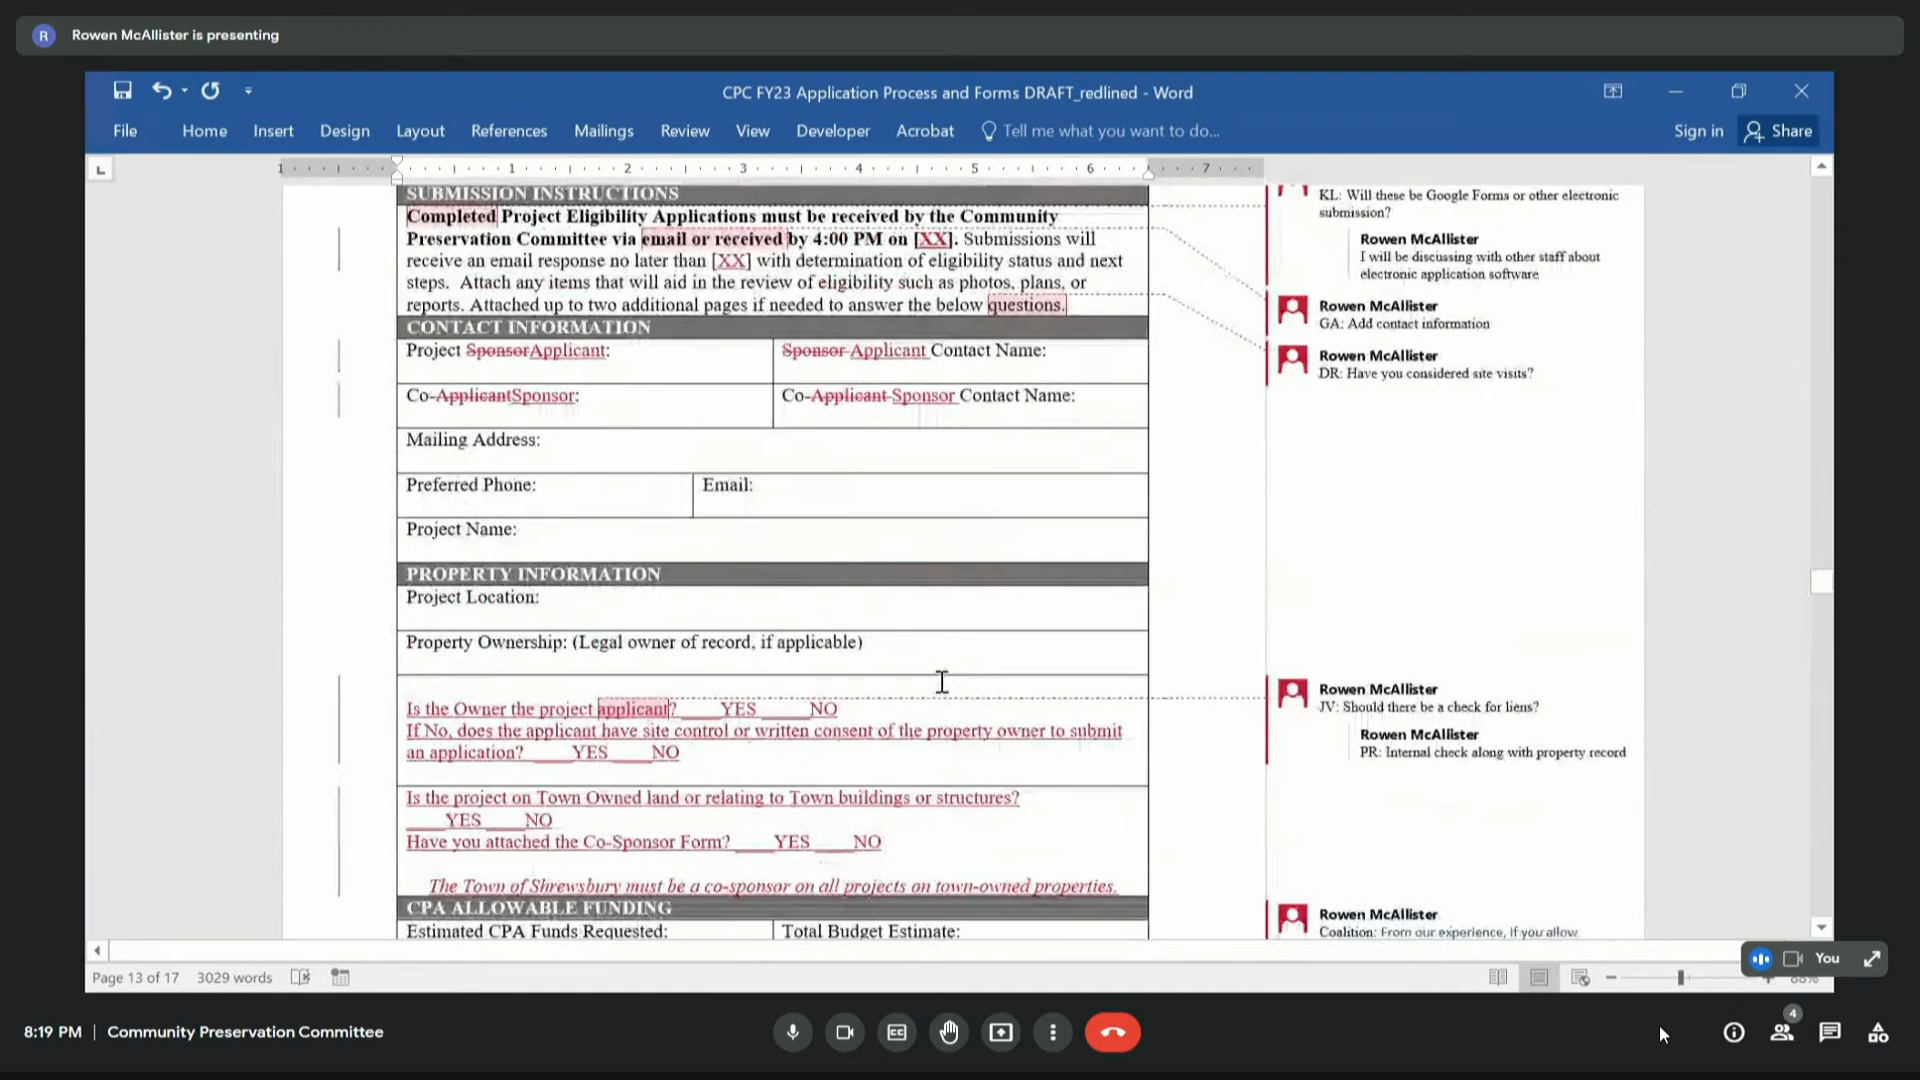 R Rowen McAllister is presenting
CPC FY23 Application Process and Forms DRAFT_redlined - Word
File Home Insert Design Layout References Mailings Review View Developer Acrobat Tell me what you want to do... Sign in Share
L 1 1 2 3 4 5 6 7
SUBMISSION INSTRUCTIONS
Completed Project Eligibility Applications must be received by the Community
Preservation Committee via email or received by 4:00 PM on [XX]. Submissions will
receive an email response no later than [XX] with determination of eligibility status and next
steps. Attach any items that will aid in the review of eligibility such as photos, plans, or
reports. Attached up to two additional pages if needed to answer the below questions.
CONTACT INFORMATION
Project SponsorApplicant: Sponsor Applicant Contact Name:
Co-ApplicantSponsor: Co-Applicant Sponsor Contact Name:
Mailing Address:
Preferred Phone: Email:
Project Name:
PROPERTY INFORMATION
Project Location:
Property Ownership: (Legal owner of record, if applicable)
Is the Owner the project applicant? ____YES _____NO
If No, does the applicant have site control or written consent of the property owner to submit
an application? ____YES ____NO
Is the project on Town Owned land or relating to Town buildings or structures?
____YES ____NO
Have you attached the Co-Sponsor Form? ____YES ____NO
The Town of Shrewsbury must be a co-sponsor on all projects on town-owned properties.
CPA ALLOWABLE FUNDING
Estimated CPA Funds Requested: Total Budget Estimate:
KL: Will these be Google Forms or other electronic
submission?
Rowen McAllister
I will be discussing with other staff about
electronic application software
Rowen McAllister
GA: Add contact information
Rowen McAllister
DR: Have you considered site visits?
Rowen McAllister
JV: Should there be a check for liens?
Rowen McAllister
PR: Internal check along with property record
Rowen McAllister
Coalition: From our experience, if you allow
You
Page 13 of 17 3029 words
8:19 PM | Community Preservation Committee
CC
4